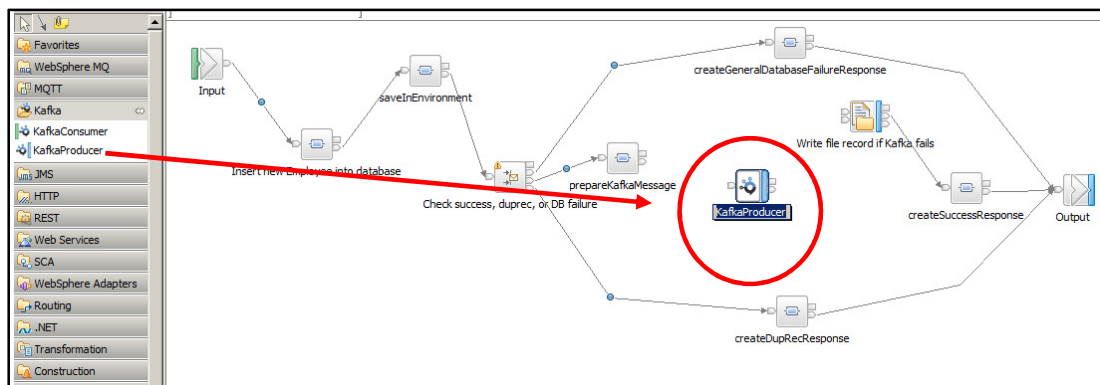 Favorites
WebSphere MQ
MQTT
Kafka
KafkaConsumer
KafkaProducer
JMS
HTTP
REST
Web Services
SCA
WebSphere Adapters
Routing
.NET
Transformation
Construction
Input
saveInEnvironment
Insert new Employee into database
Check success, duprec, or DB failure
createGeneralDatabaseFailureResponse
prepareKafkaMessage
KafkaProducer
Write file record if Kafka fails
createSuccessResponse
Output
createDupRecResponse